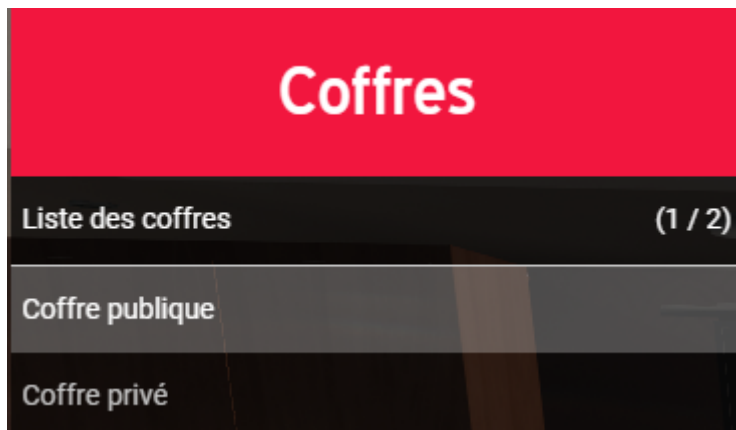 Coffres
Liste des coffres (1 / 2)
Coffre publique
Coffre privé